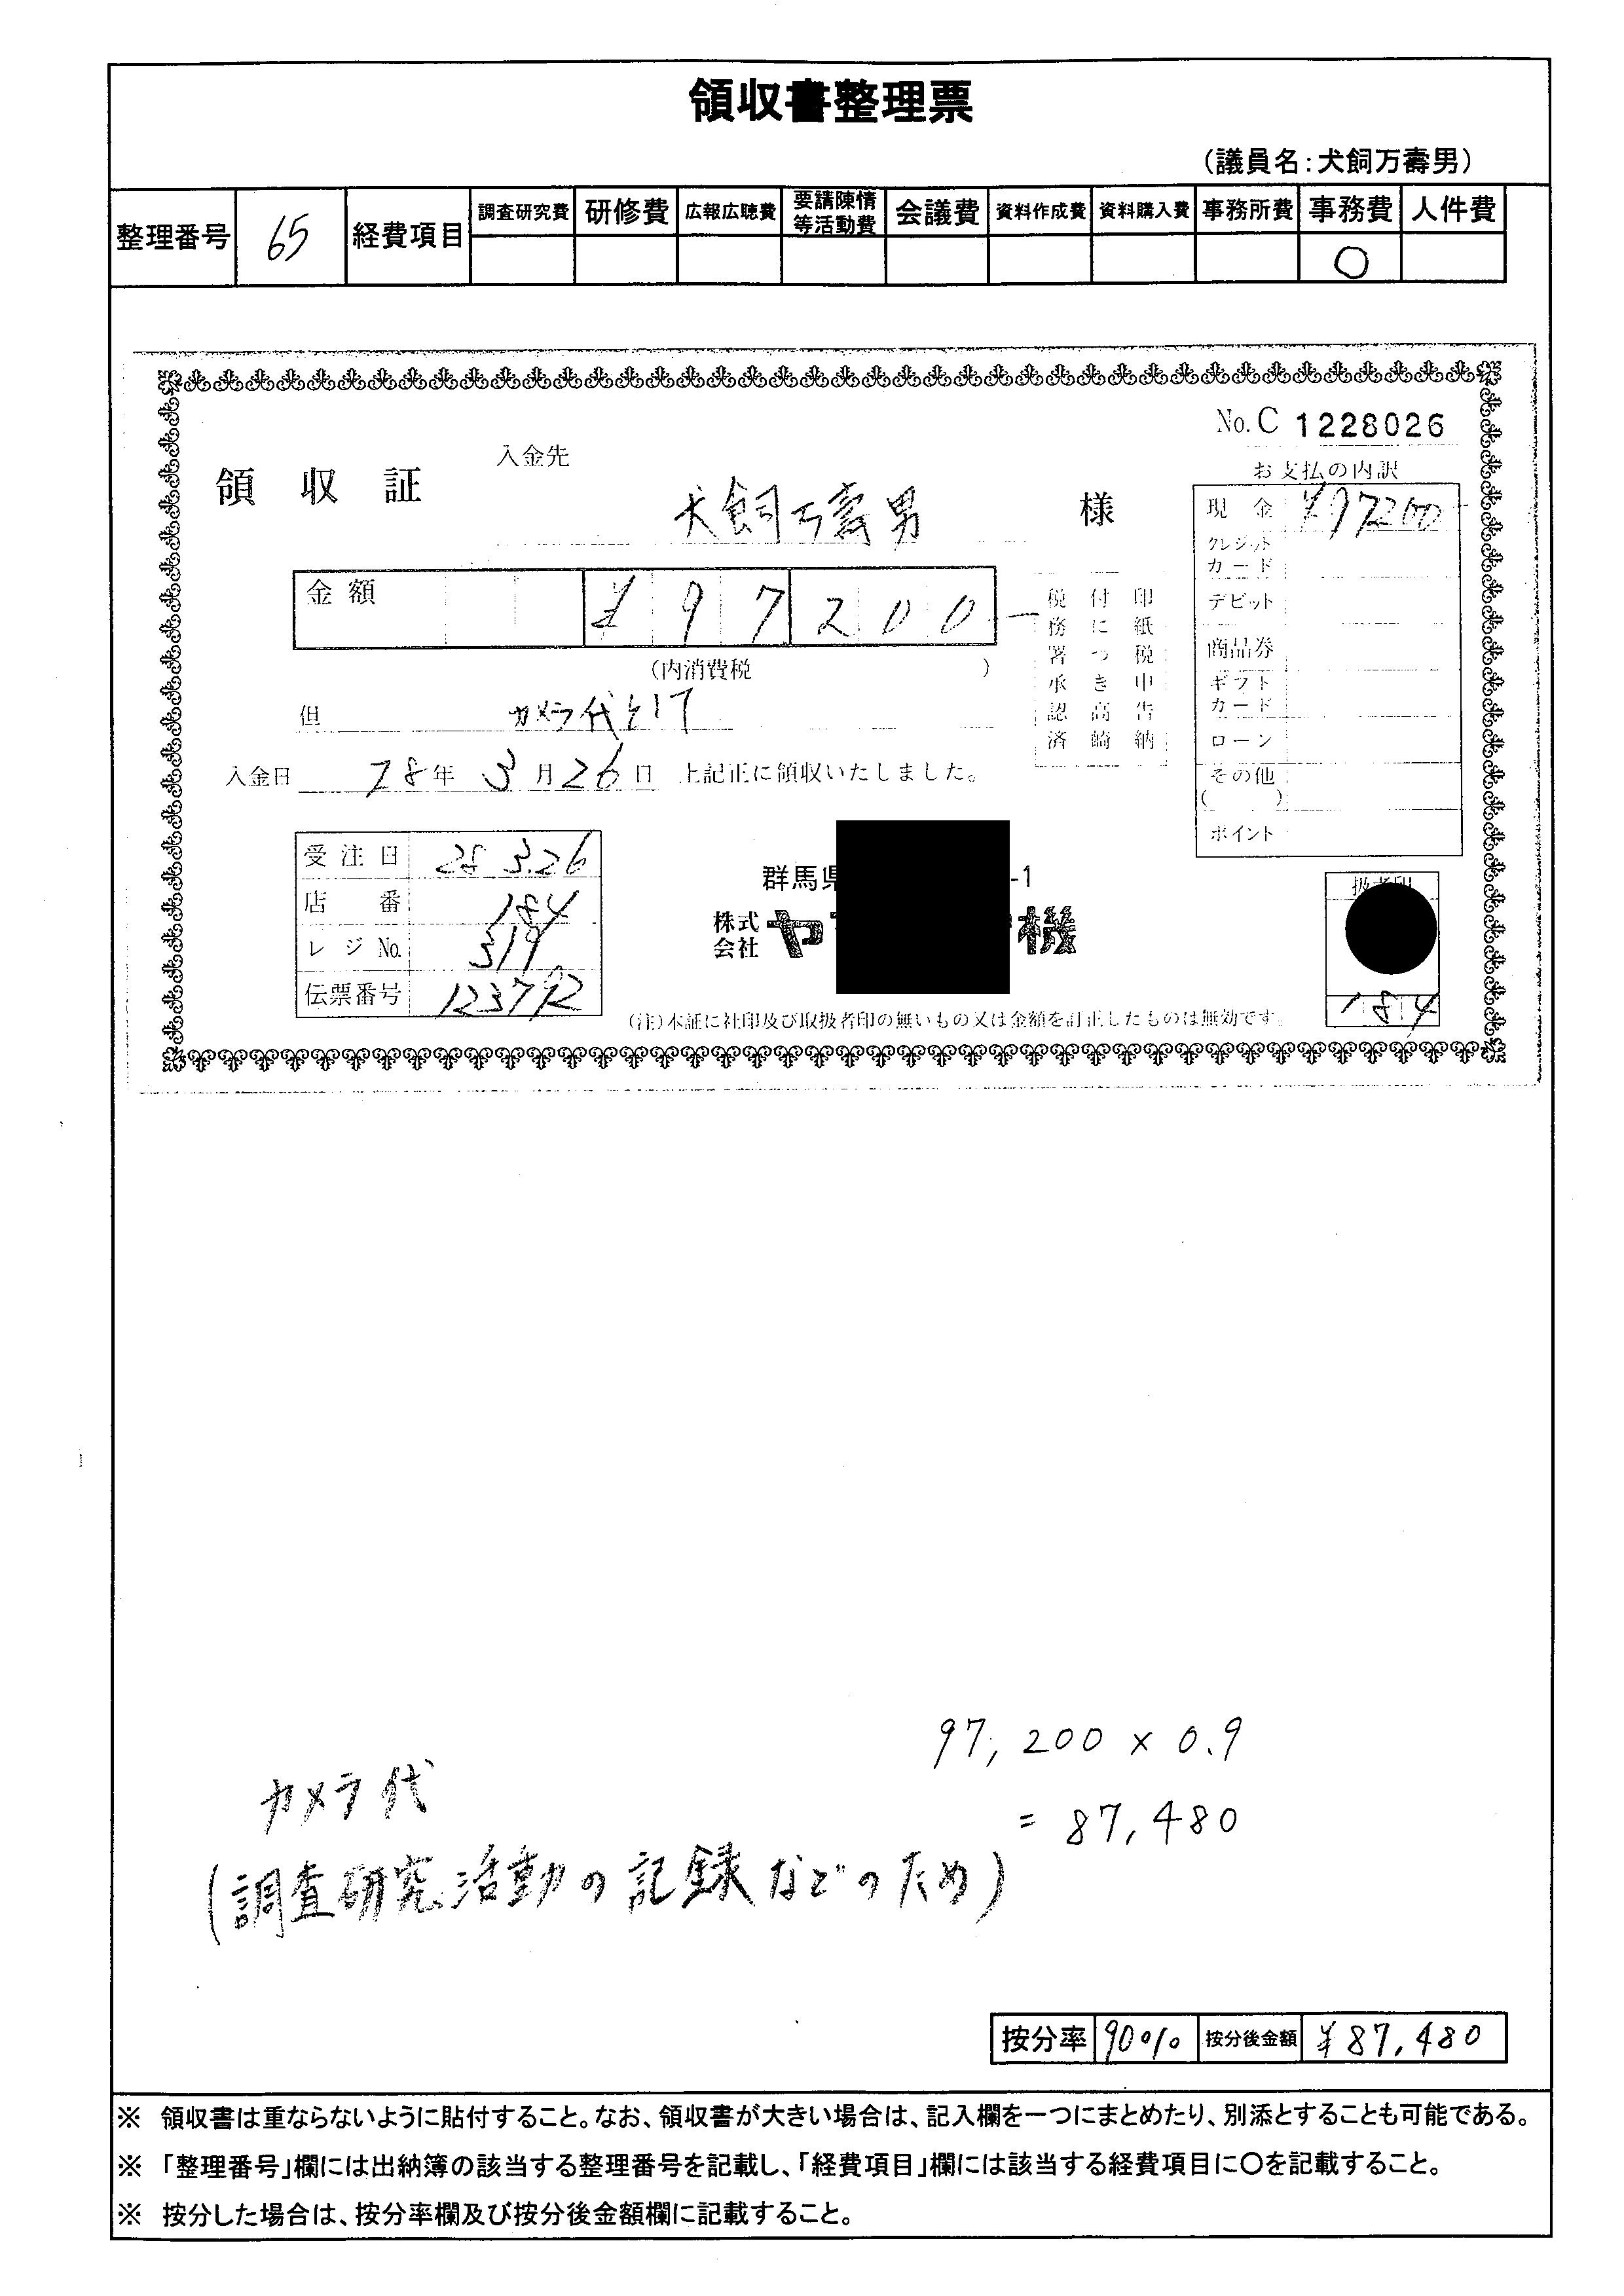 領収書整理票
（議員名：犬飼万壽男）
整理番号 65 経費項目 調査研究費 研修費 広報広聴費 要請陳情等活動費 会議費 資料作成費 資料購入費 事務所費 事務費 人件費
○
No. C 1228026
入金先
領収証
犬飼万壽男 様
お支払の内訳
現金 ¥97200
クレジットカード
デビット
商品券
ギフトカード
ローン
その他
( )
ポイント
金額 ¥97200
(内消費税 )
印紙税申告納
付につき高崎
税務署承認済
但 カメラ代として
入金日 28年3月26日 上記正に領収いたしました。
受注日 28 3.26
店番 184
レジNo. 319
伝票番号 123792
群馬県 -1
株式会社 ヤ 機
184
(注)本証に社印及び取扱者印の無いもの又は金額を訂正したものは無効です。
97,200 × 0.9
= 87,480
カメラ代
(調査研究活動の記録などのため)
按分率 90% 按分後金額 ¥87,480
※ 領収書は重ならないように貼付すること。なお、領収書が大きい場合は、記入欄を一つにまとめたり、別添とすることも可能である。
※ 「整理番号」欄には出納簿の該当する整理番号を記載し、「経費項目」欄には該当する経費項目に○を記載すること。
※ 按分した場合は、按分率欄及び按分後金額欄に記載すること。